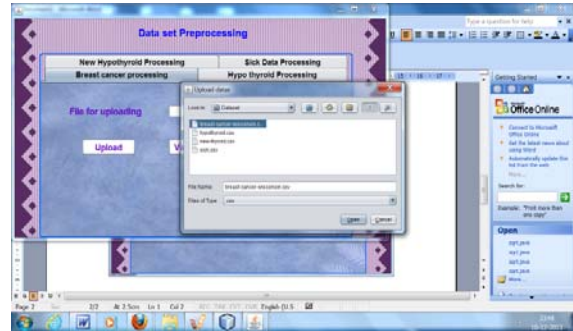 Type a question for help
Data set Preprocessing
New Hypothyroid Processing
Sick Data Processing
Breast cancer processing
Hypo thyroid Processing
File for uploading
Upload
Upload data
Look In:
Dataset
breast-cancer-wisconsin.c...
hypothyroid.csv
new-thyroid.csv
sick.csv
File Name:
breast-cancer-wisconsin.csv
Files of Type:
.csv
Open
Cancel
Getting Started
Office Online
Connect to Microsoft
Office Online
Get the latest news about
using Word
Automatically update this
list from the web
More...
Search for:
Example: "Print more than
one copy"
Open
More...
Page 2
2/2
At 2.5cm
Ln 1
Col 2
English (U.S